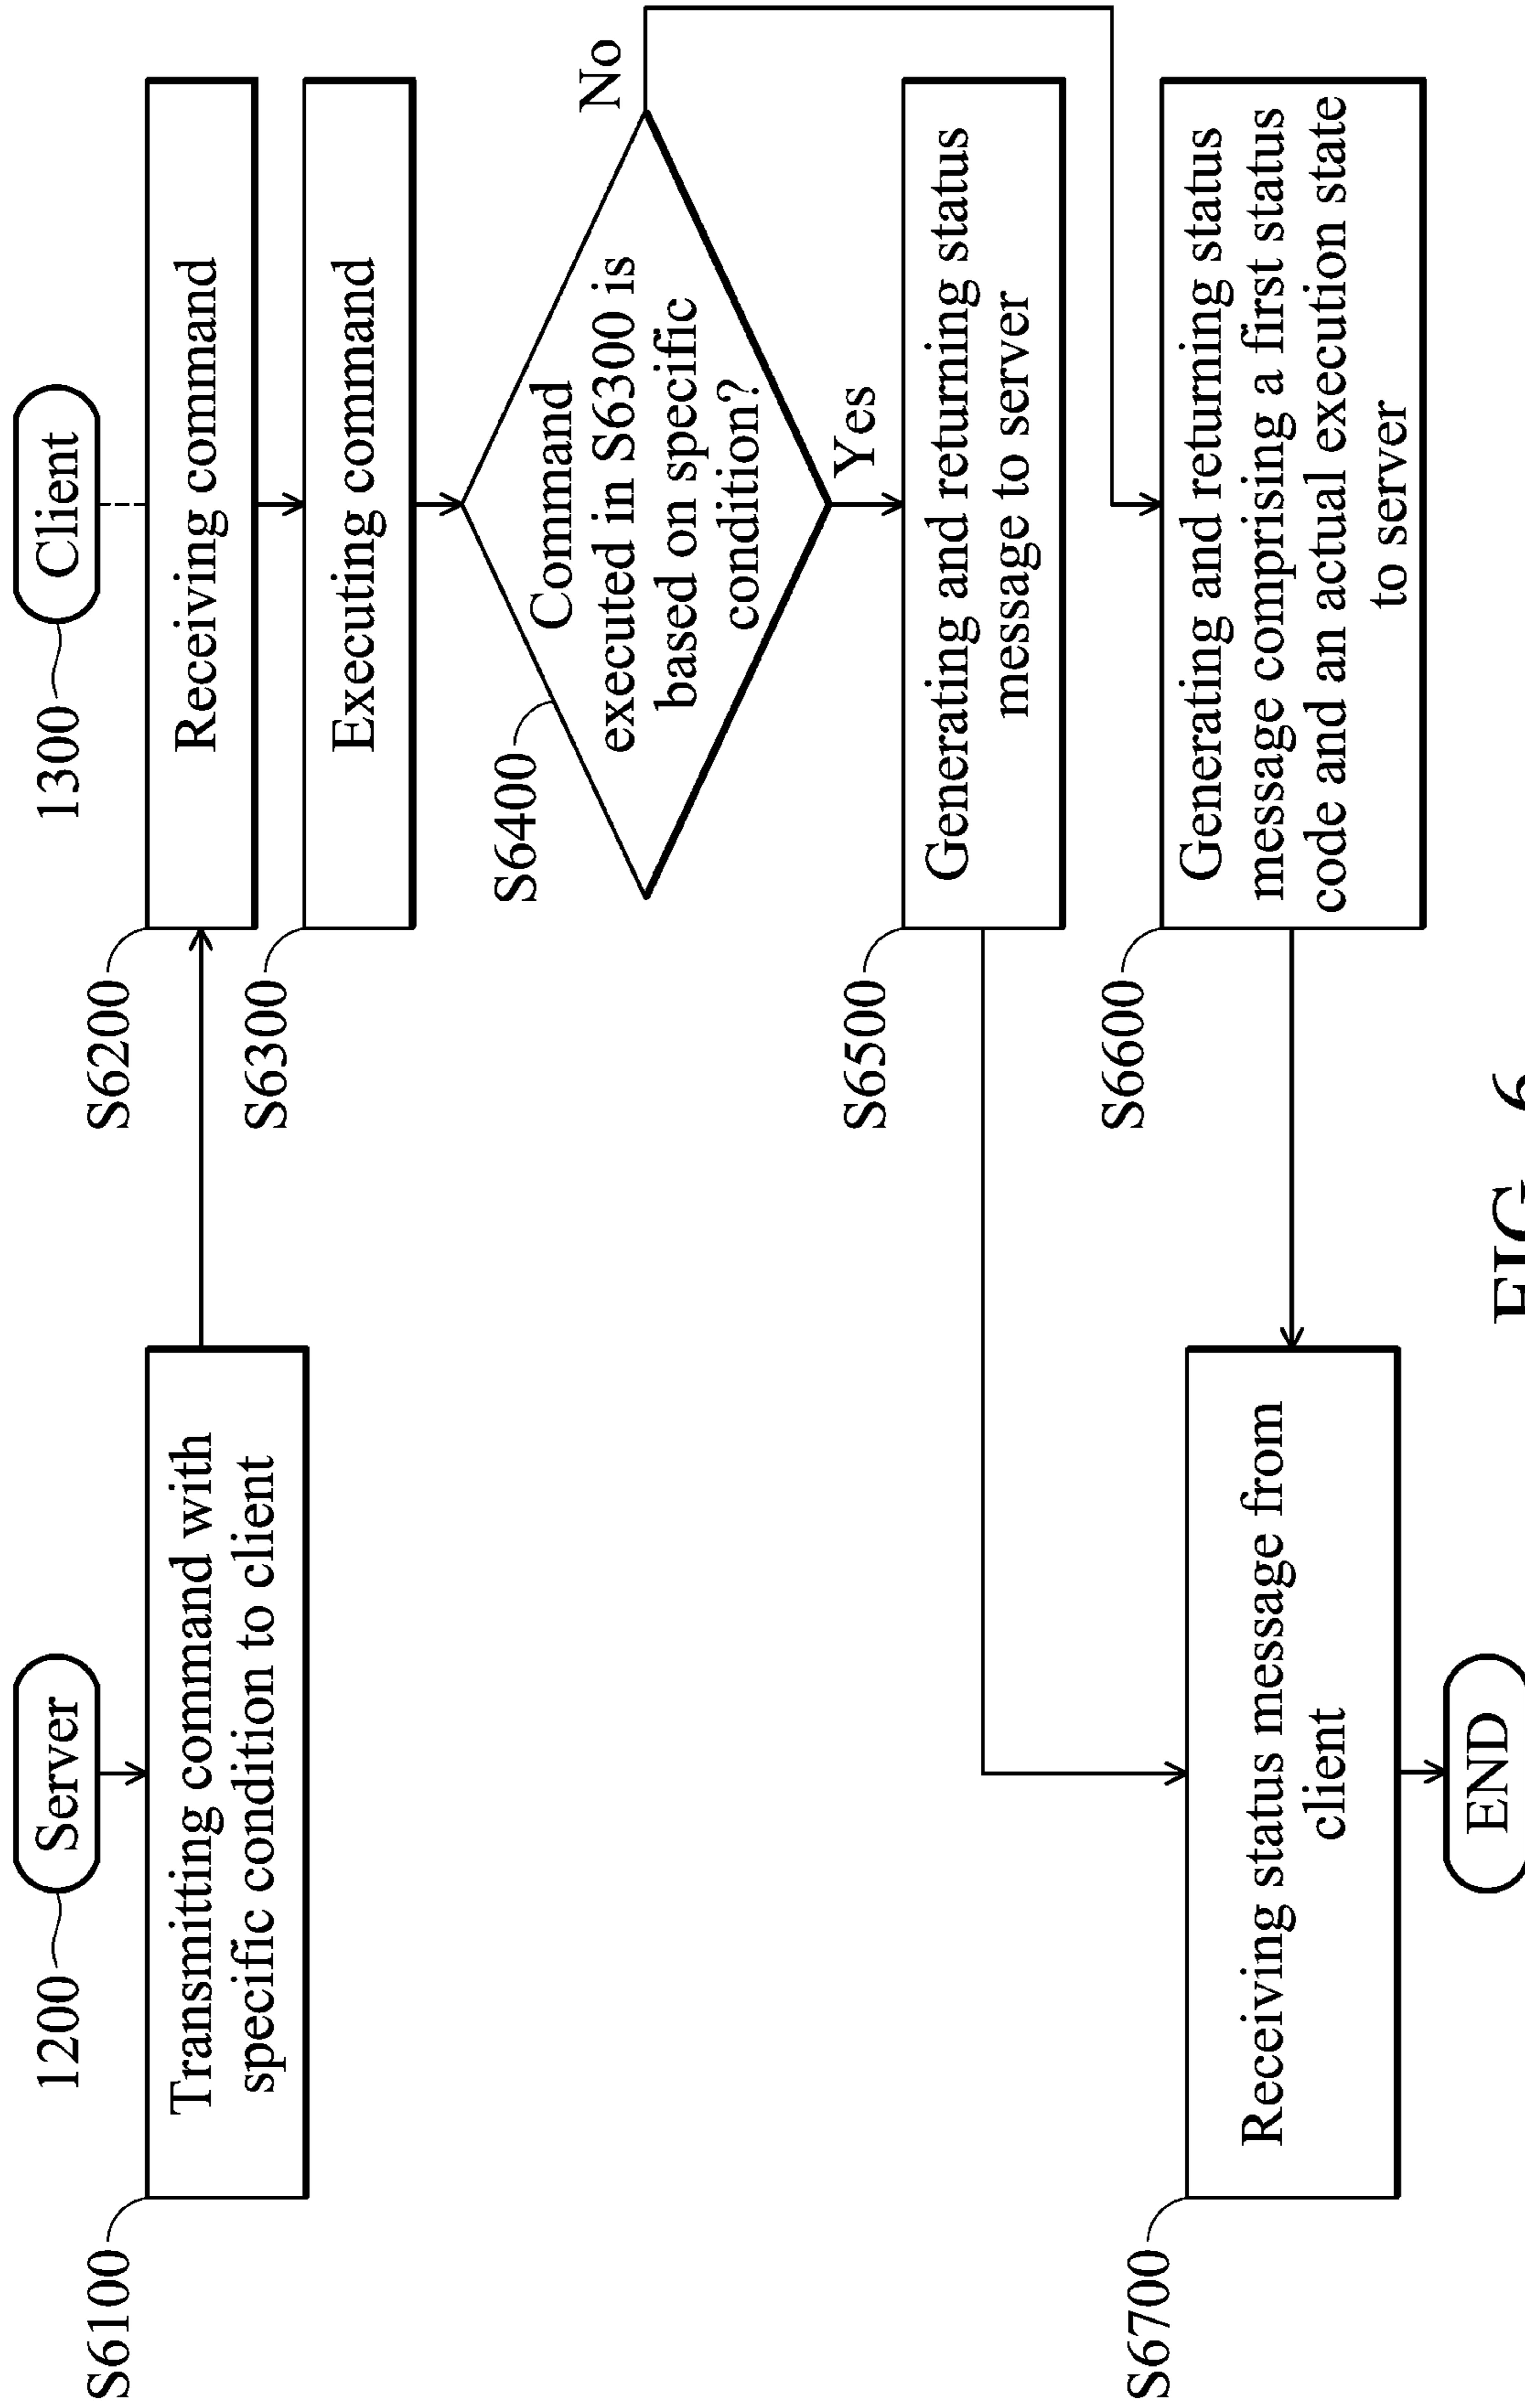 1200
Server
1300
Client
S6100
Transmitting command with
specific condition to client
S6200
Receiving command
S6300
Executing command
S6400
Command
executed in S6300 is
based on specific
condition?
No
Yes
S6500
Generating and returning status
message to server
S6600
Generating and returning status
message comprising a first status
code and an actual execution state
to server
S6700
Receiving status message from
client
END
FIG. 6